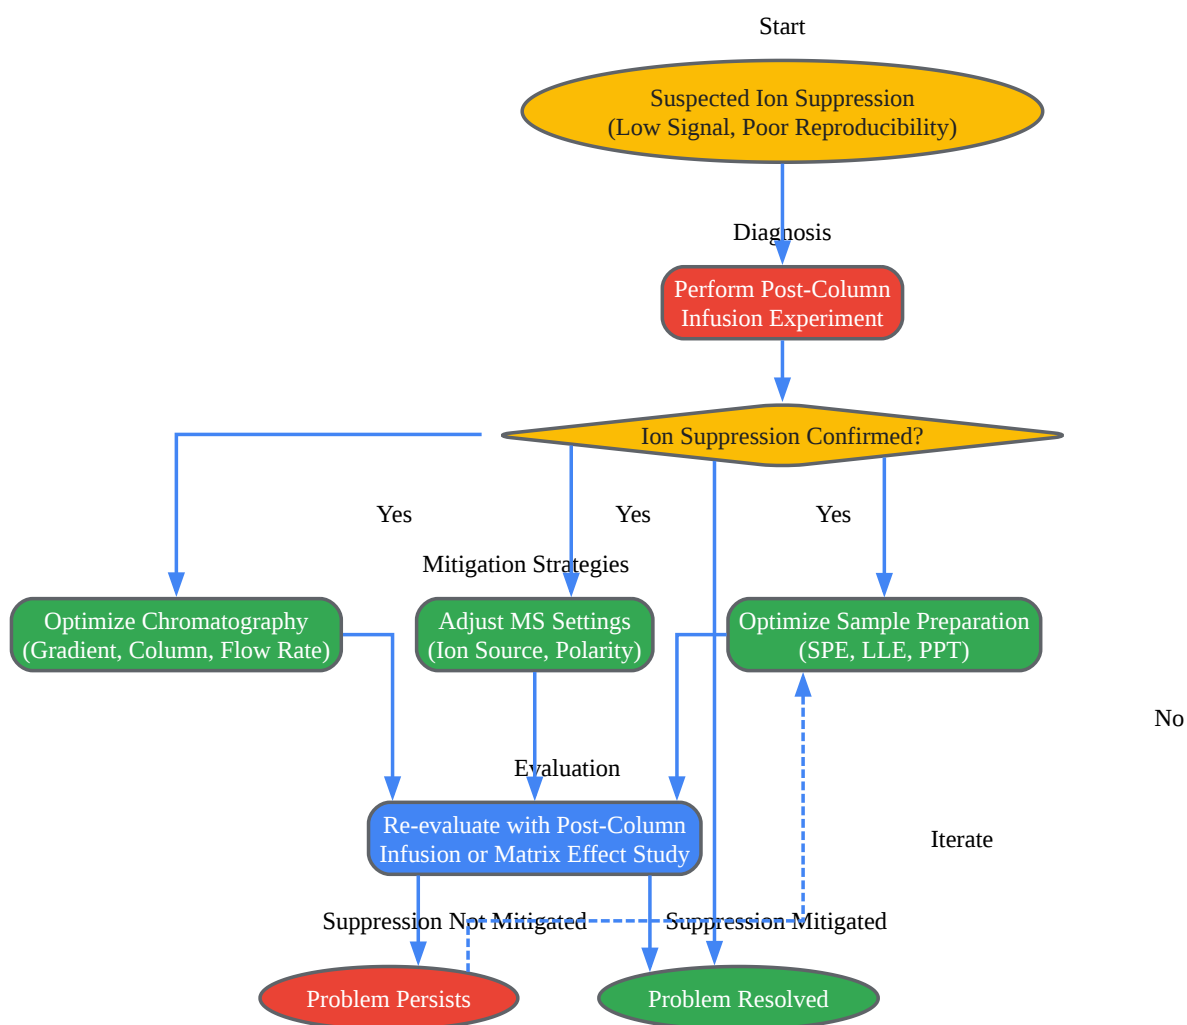 Start
Suspected Ion Suppression
(Low Signal, Poor Reproducibility)
Diagnosis
Perform Post-Column
Infusion Experiment
Ion Suppression Confirmed?
Yes
Yes
Yes
Mitigation Strategies
Optimize Chromatography
(Gradient, Column, Flow Rate)
Adjust MS Settings
(Ion Source, Polarity)
Optimize Sample Preparation
(SPE, LLE, PPT)
No
Evaluation
Re-evaluate with Post-Column
Infusion or Matrix Effect Study
Iterate
Suppression Not Mitigated
Suppression Mitigated
Problem Persists
Problem Resolved